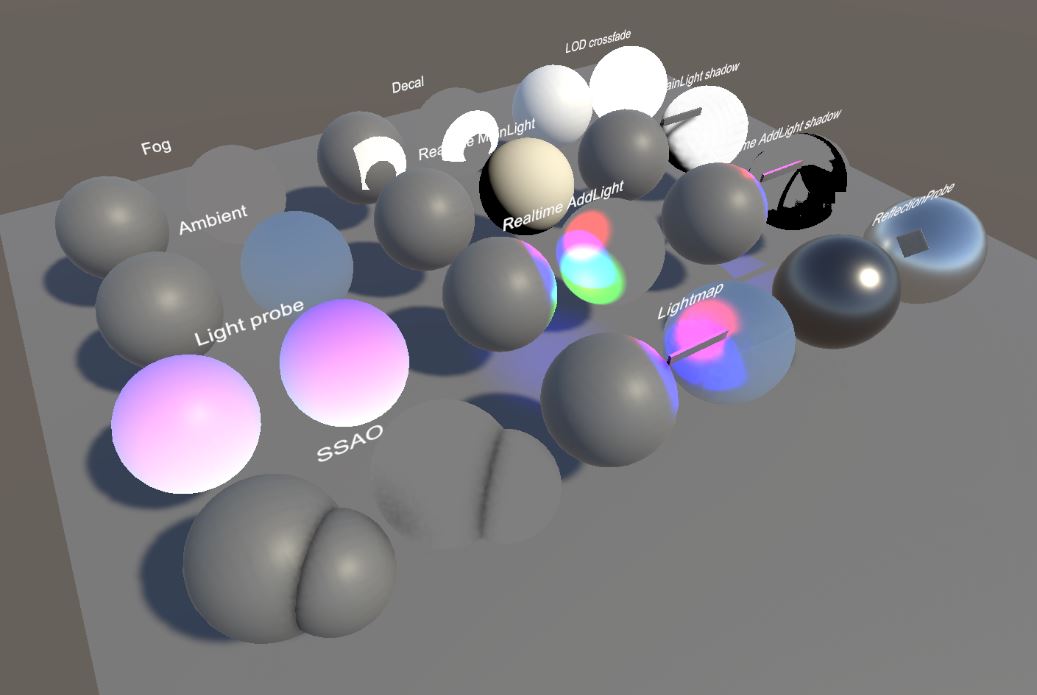 LOD crossfade
Decal
MainLight shadow
Fog
Realtime MainLight
AddLight shadow
Ambient
Realtime AddLight
ReflectionProbe
Light probe
Lightmap
SSAO